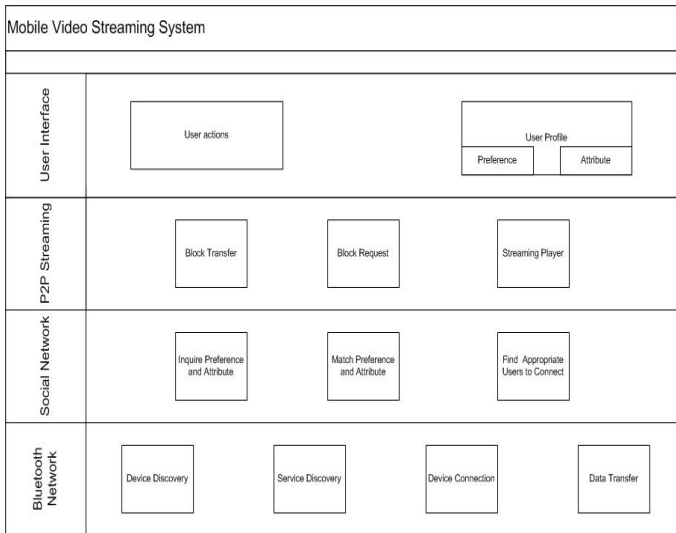 Mobile Video Streaming System
User Interface
User actions
User Profile
Preference
Attribute
P2P Streaming
Block Transfer
Block Request
Streaming Player
Social Network
Inquire Preference
and Attribute
Match Preference
and Attribute
Find Appropriate
Users to Connect
Bluetooth
Network
Device Discovery
Service Discovery
Device Connection
Data Transfer